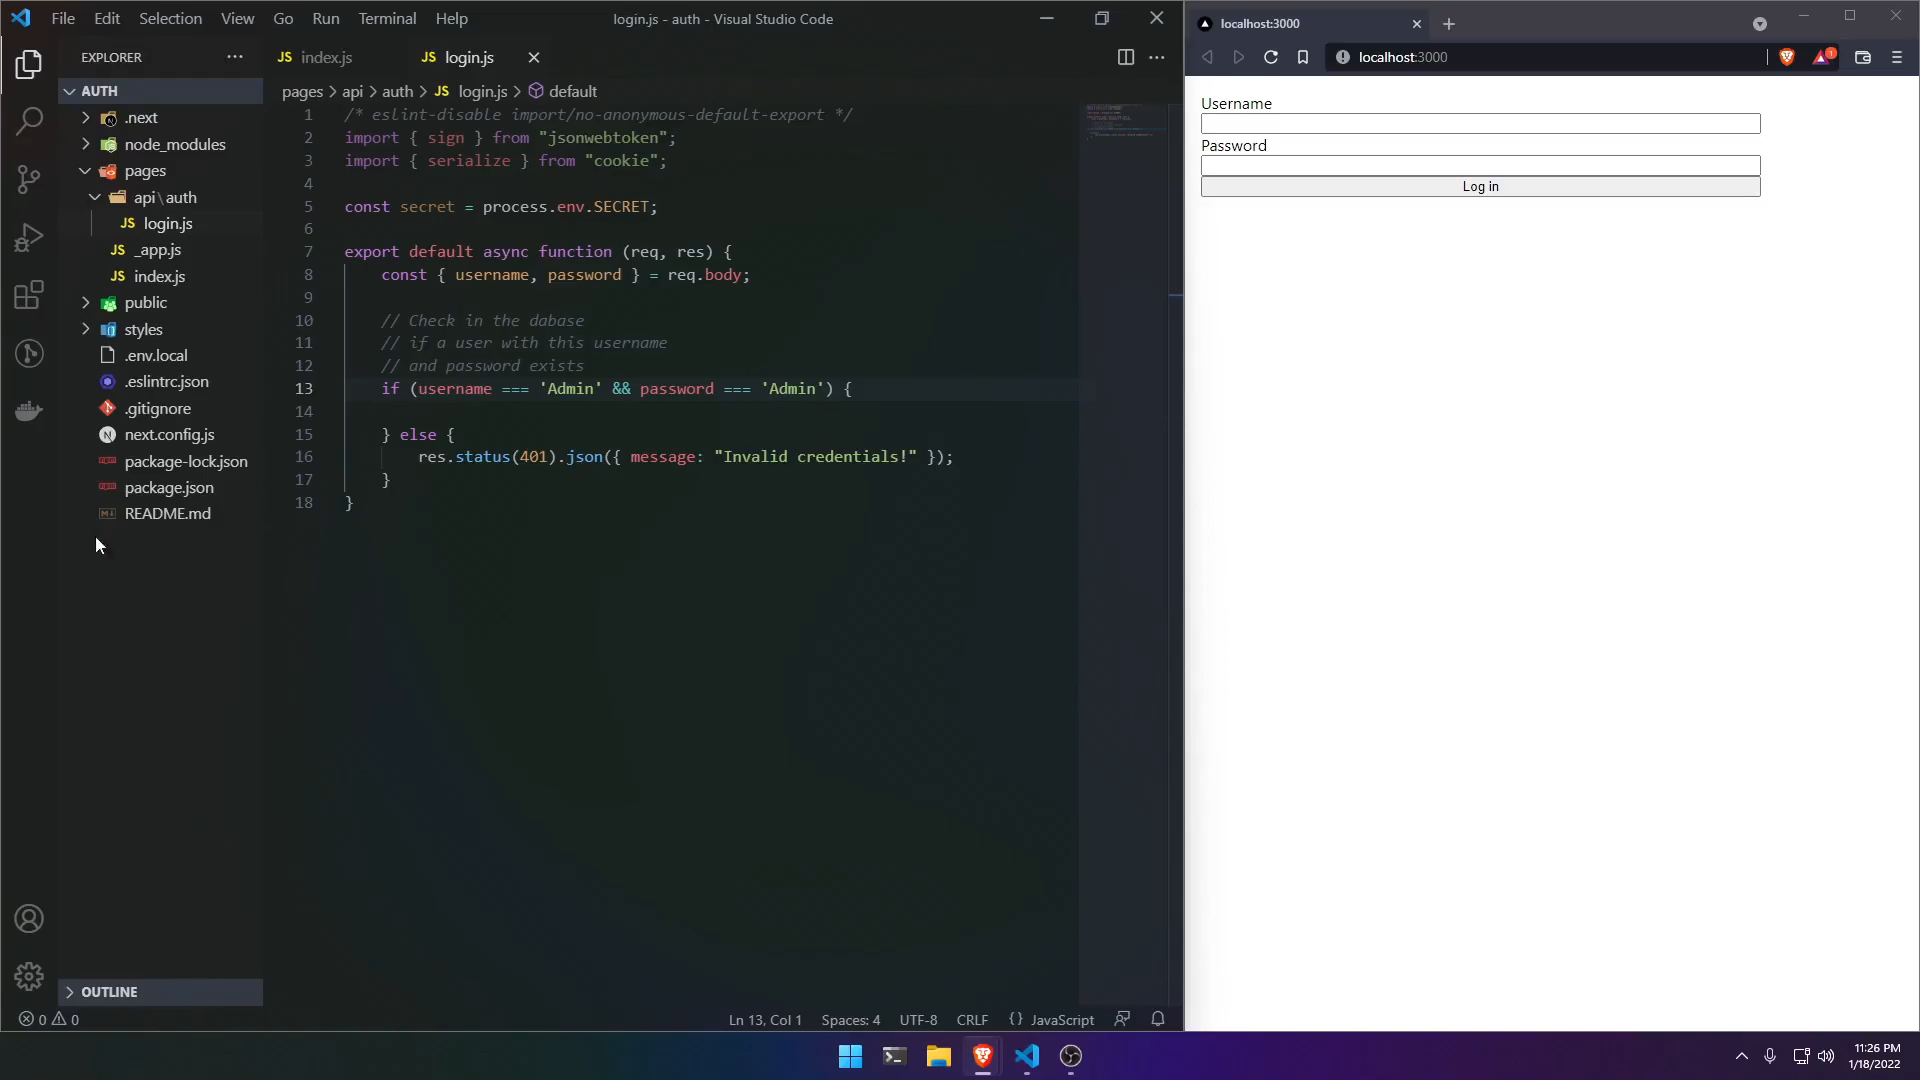 File Edit Selection View Go Run Terminal Help
login.js - auth - Visual Studio Code
EXPLORER
AUTH
.next
node_modules
pages
api\auth
login.js
_app.js
index.js
public
styles
.env.local
.eslintrc.json
.gitignore
next.config.js
package-lock.json
package.json
README.md
OUTLINE
0 0
JS index.js
JS login.js
pages > api > auth > JS login.js > default
1 /* eslint-disable import/no-anonymous-default-export */
2 import { sign } from "jsonwebtoken";
3 import { serialize } from "cookie";
4
5 const secret = process.env.SECRET;
6
7 export default async function (req, res) {
8 const { username, password } = req.body;
9
10 // Check in the dabase
11 // if a user with this username
12 // and password exists
13 if (username === 'Admin' && password === 'Admin') {
14
15 } else {
16 res.status(401).json({ message: "Invalid credentials!" });
17 }
18 }
Ln 13, Col 1 Spaces: 4 UTF-8 CRLF {} JavaScript
localhost:3000
localhost:3000
1
Username
Password
Log in
11:26 PM
1/18/2022